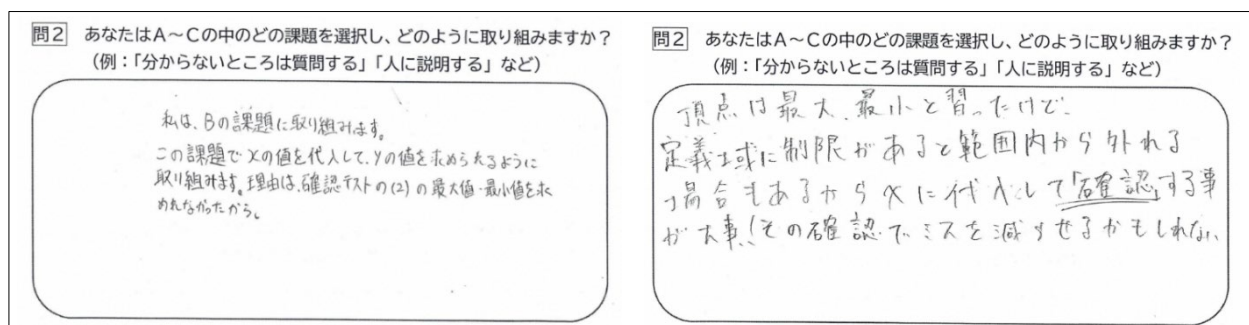 問2 あなたはA～Cの中のどの課題を選択し、どのように取り組みますか？
（例：「分からないところは質問する」「人に説明する」など）
私は、Bの課題に取り組みます。
この課題でxの値を代入して、yの値を求められるように
取り組みます。理由は、確認テストの(2)の最大値・最小値を求
めれなかったから。
問2 あなたはA～Cの中のどの課題を選択し、どのように取り組みますか？
（例：「分からないところは質問する」「人に説明する」など）
頂点は最大、最小と習ったけど、
定義域に制限があると範囲内から外れる
場合もあるからxに代入して「確認」する事
が大事！その確認でミスを減らせるかもしれない